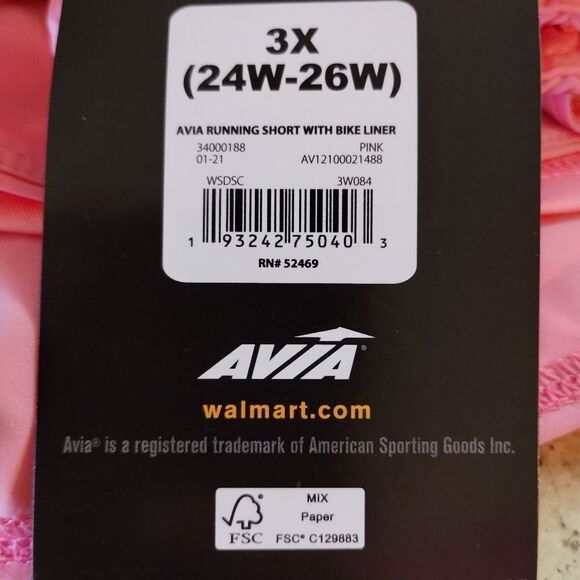 3X
(24W-26W)
AVIA RUNNING SHORT WITH BIKE LINER
34000188 PINK
01-21 AV12100021488
WSDSC 3W084
1 93242 75040 3
RN# 52469
AVIA®
walmart.com
Avia® is a registered trademark of American Sporting Goods Inc.
MIX
Paper
FSC FSC® C129883